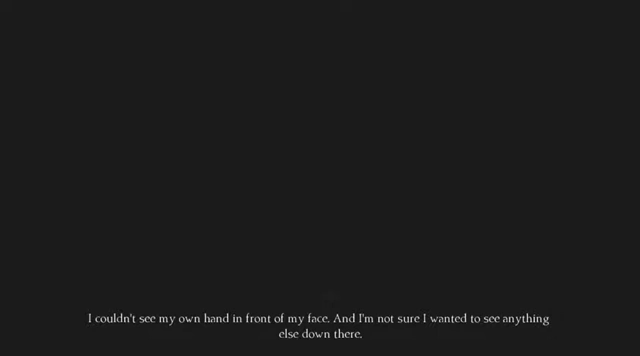 I couldn't see my own hand in front of my face. And I'm not sure I wanted to see anything
else down there.